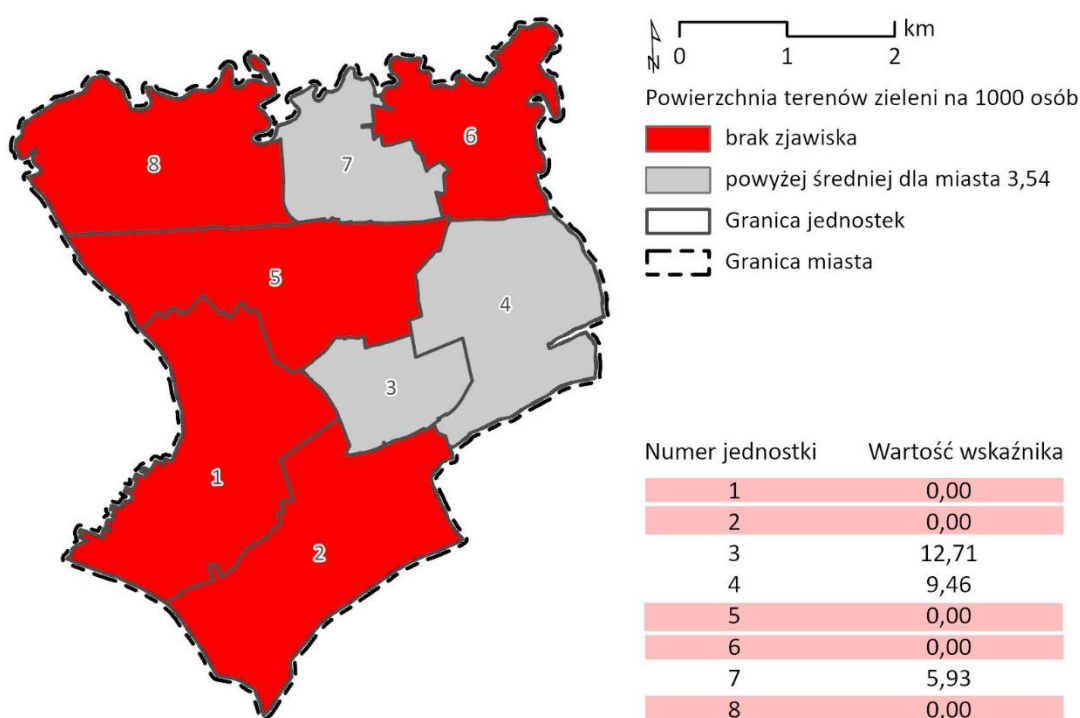 km
0 1 2
N
Powierzchnia terenów zieleni na 1000 osób
brak zjawiska
powyżej średniej dla miasta 3,54
Granica jednostek
Granica miasta
8
7
6
5
4
3
1
2
Numer jednostki Wartość wskaźnika
1 0,00
2 0,00
3 12,71
4 9,46
5 0,00
6 0,00
7 5,93
8 0,00